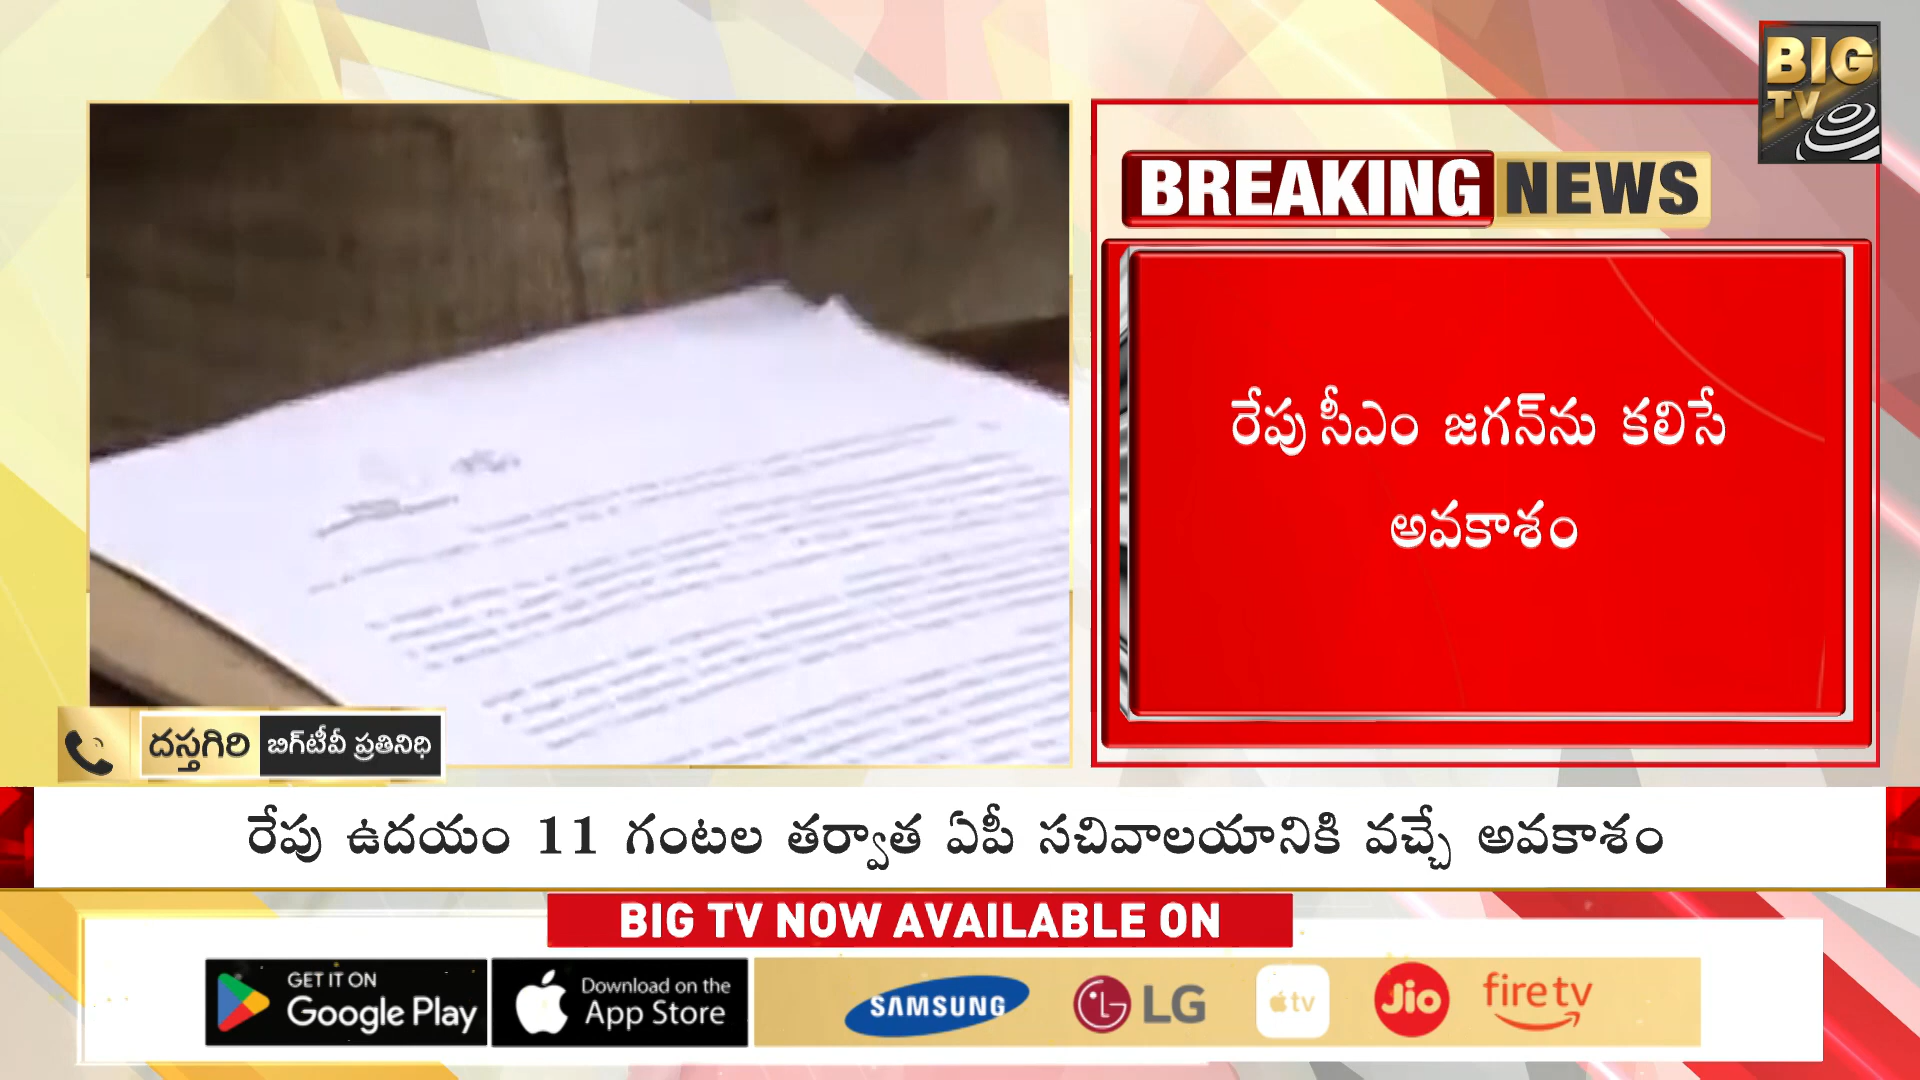 BIG
TV
BREAKING NEWS
రేపు సీఎం జగన్‌ను కలిసే
అవకాశం
దస్తగిరి బిగ్‌టీవీ ప్రతినిధి
రేపు ఉదయం 11 గంటల తర్వాత ఏపీ సచివాలయానికి వచ్చే అవకాశం
BIG TV NOW AVAILABLE ON
GET IT ON
Google Play
Download on the
App Store
SAMSUNG
LG
tv
Jio
fire tv